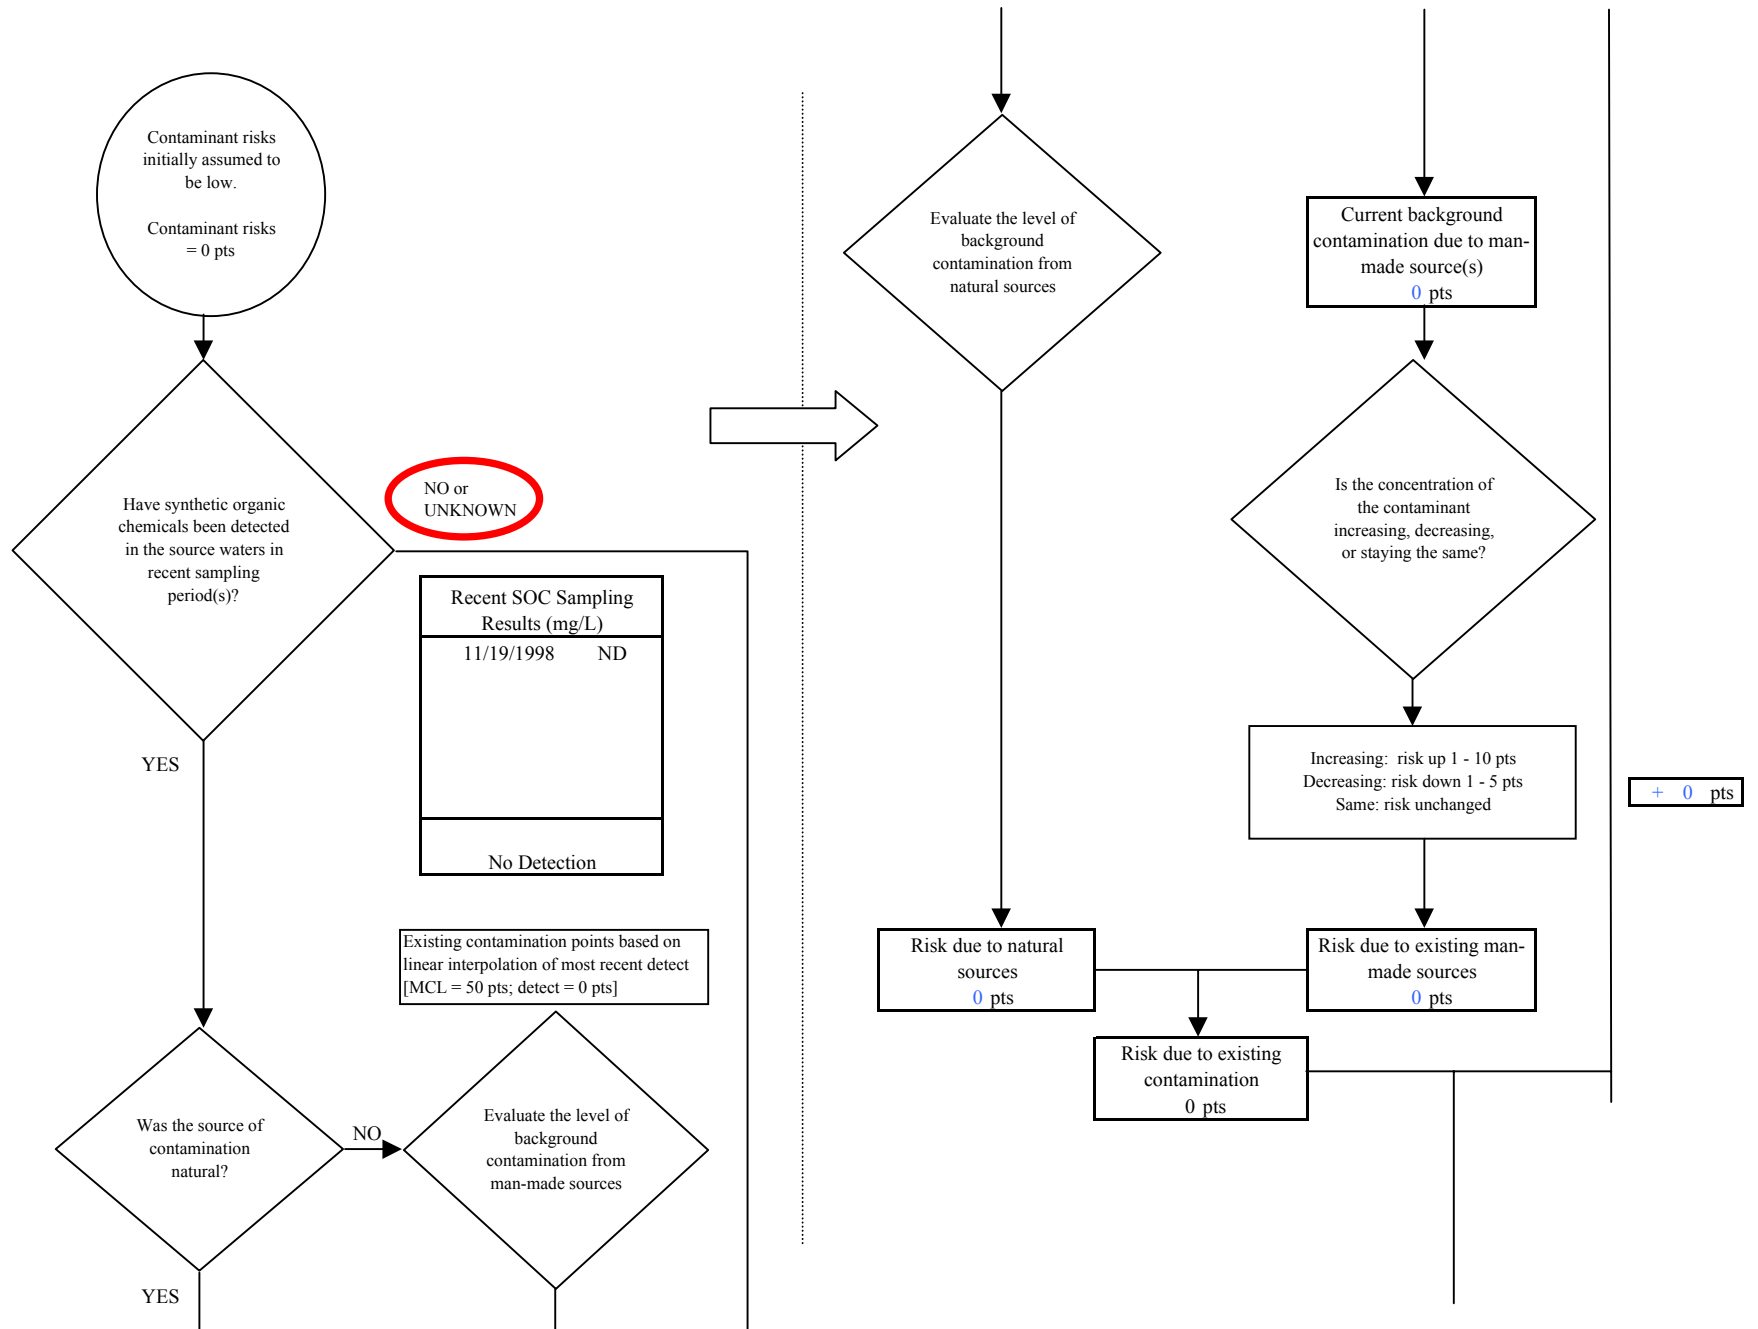 Contaminant risks
initially assumed to
be low.
Contaminant risks
= 0 pts
Have synthetic organic
chemicals been detected
in the source waters in
recent sampling
period(s)?
NO or
UNKNOWN
YES
Recent SOC Sampling
Results (mg/L)
11/19/1998 ND
No Detection
Existing contamination points based on
linear interpolation of most recent detect
[MCL = 50 pts; detect = 0 pts]
Was the source of
contamination
natural?
NO
YES
Evaluate the level of
background
contamination from
man-made sources
Evaluate the level of
background
contamination from
natural sources
Current background
contamination due to man-
made source(s)
0 pts
Is the concentration of
the contaminant
increasing, decreasing,
or staying the same?
Increasing: risk up 1 - 10 pts
Decreasing: risk down 1 - 5 pts
Same: risk unchanged
+ 0 pts
Risk due to natural
sources
0 pts
Risk due to existing man-
made sources
0 pts
Risk due to existing
contamination
0 pts